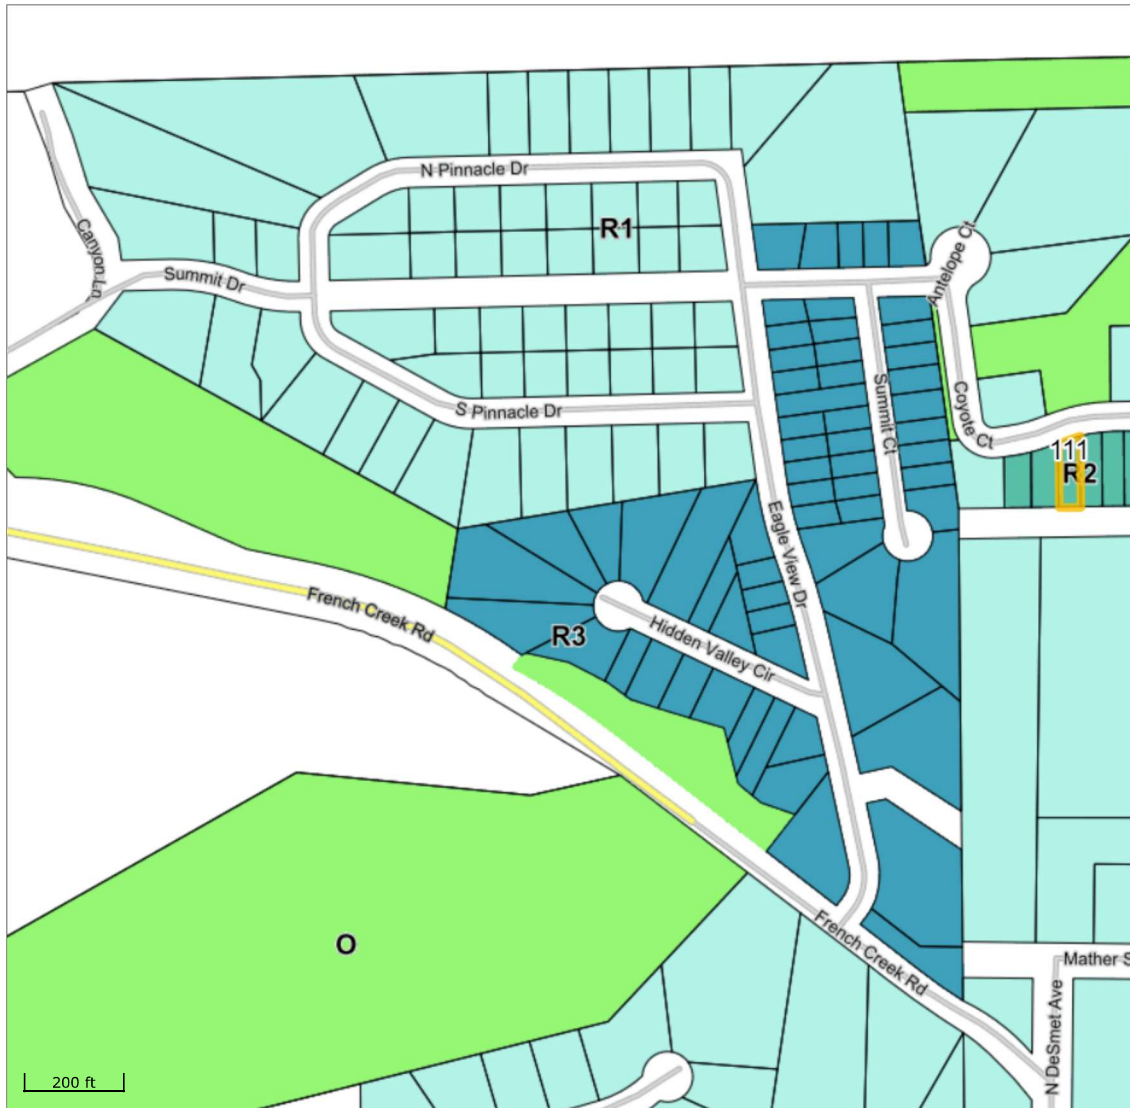 N Pinnacle Dr
R1
Canyon Ln
Summit Dr
Antelope Ct
S Pinnacle Dr
Summit Ct
Coyote Ct
111
R2
Eagle View Dr
French Creek Rd
R3
Hidden Valley Cir
O
French Creek Rd
Mather S
N DeSmet Ave
200 ft